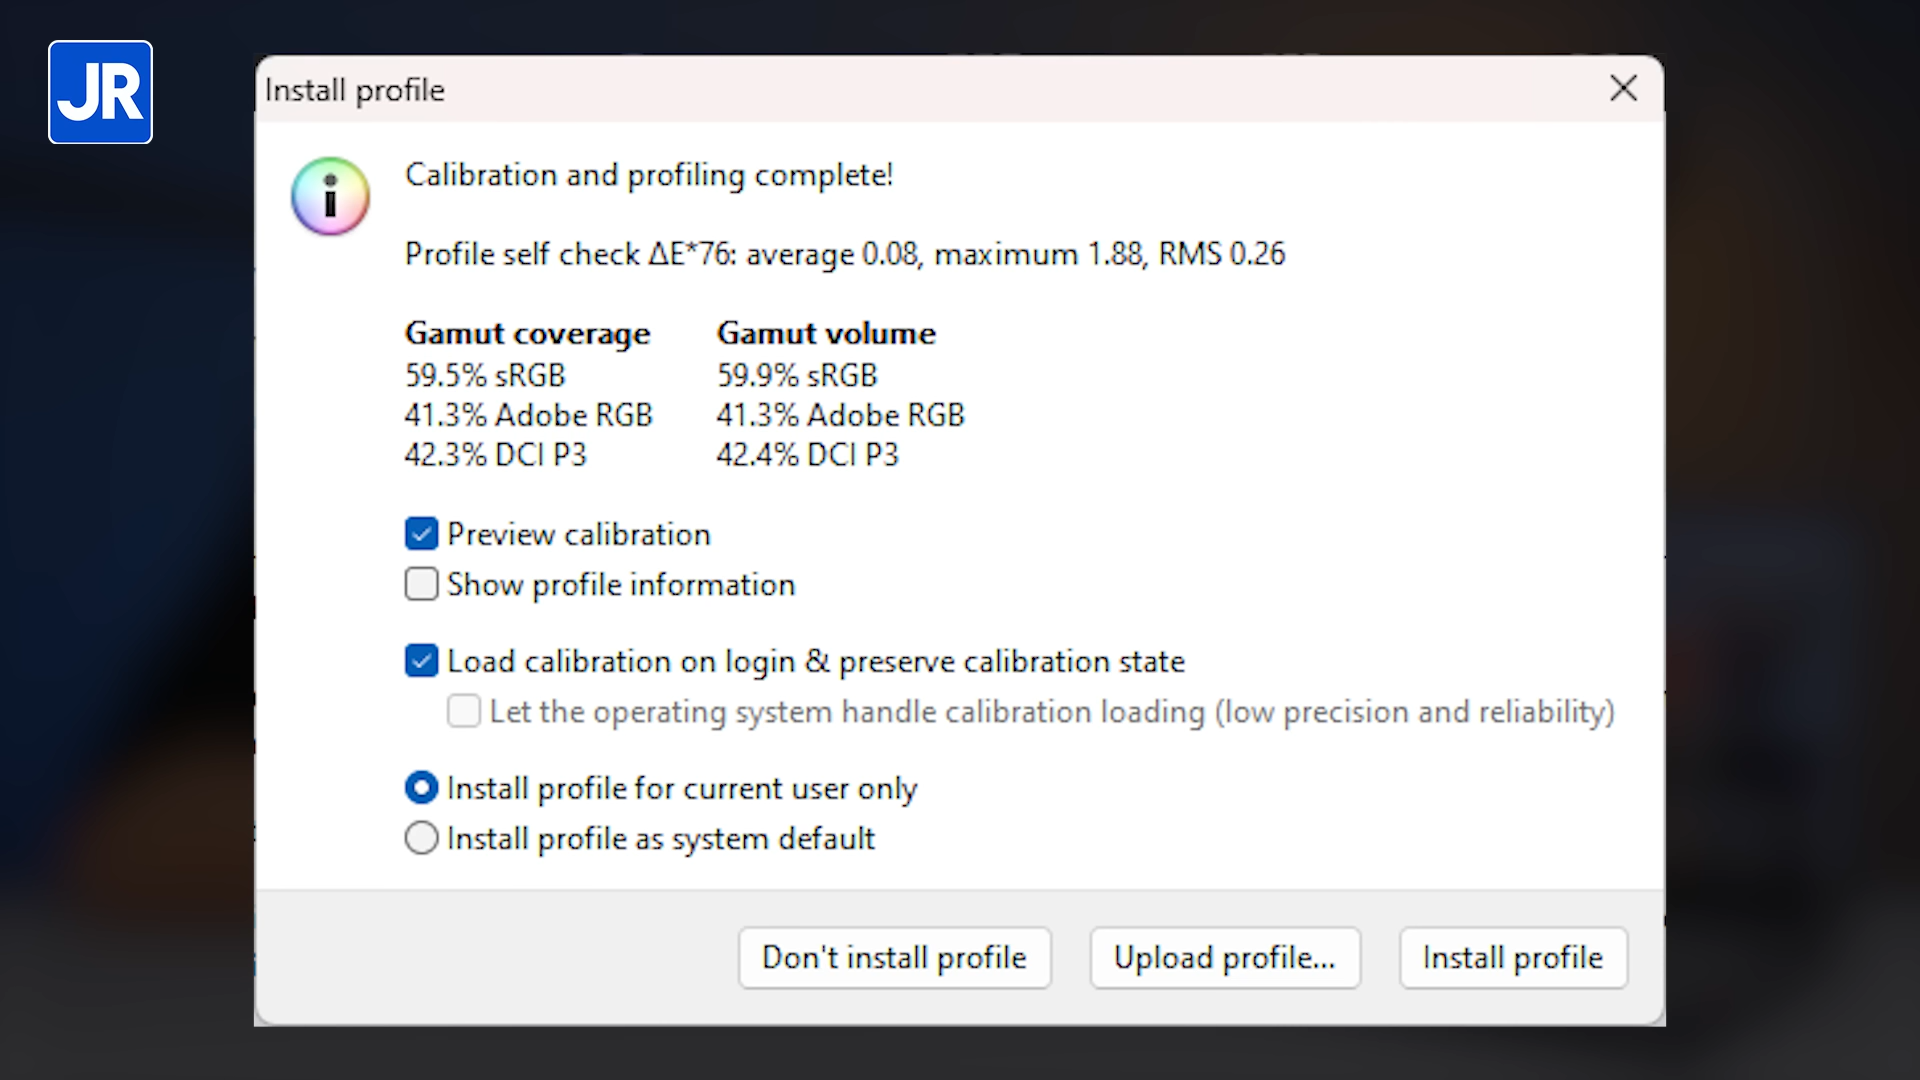 JR
Install profile
Calibration and profiling complete!
Profile self check ΔE*76: average 0.08, maximum 1.88, RMS 0.26
Gamut coverage Gamut volume
59.5% sRGB 59.9% sRGB
41.3% Adobe RGB 41.3% Adobe RGB
42.3% DCI P3 42.4% DCI P3
Preview calibration
Show profile information
Load calibration on login & preserve calibration state
Let the operating system handle calibration loading (low precision and reliability)
Install profile for current user only
Install profile as system default
Don't install profile Upload profile... Install profile